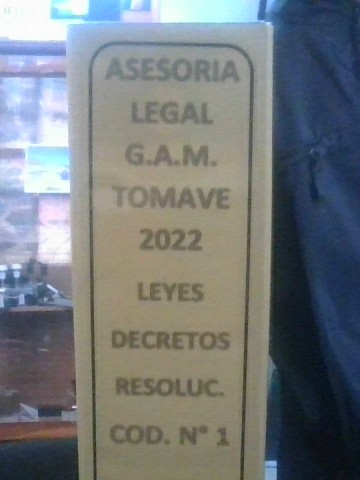 ASESORIA
LEGAL
G.A.M.
TOMAVE
2022
LEYES
DECRETOS
RESOLUC.
COD. N° 1